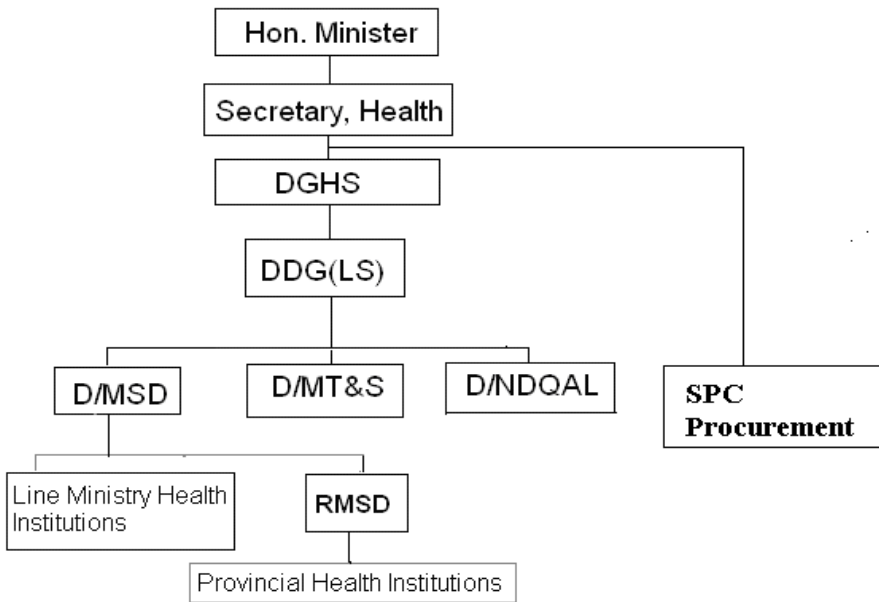 Hon. Minister
Secretary, Health
DGHS
DDG(LS)
D/MSD
D/MT&S
D/NDQAL
SPC
Procurement
Line Ministry Health
Institutions
RMSD
Provincial Health Institutions